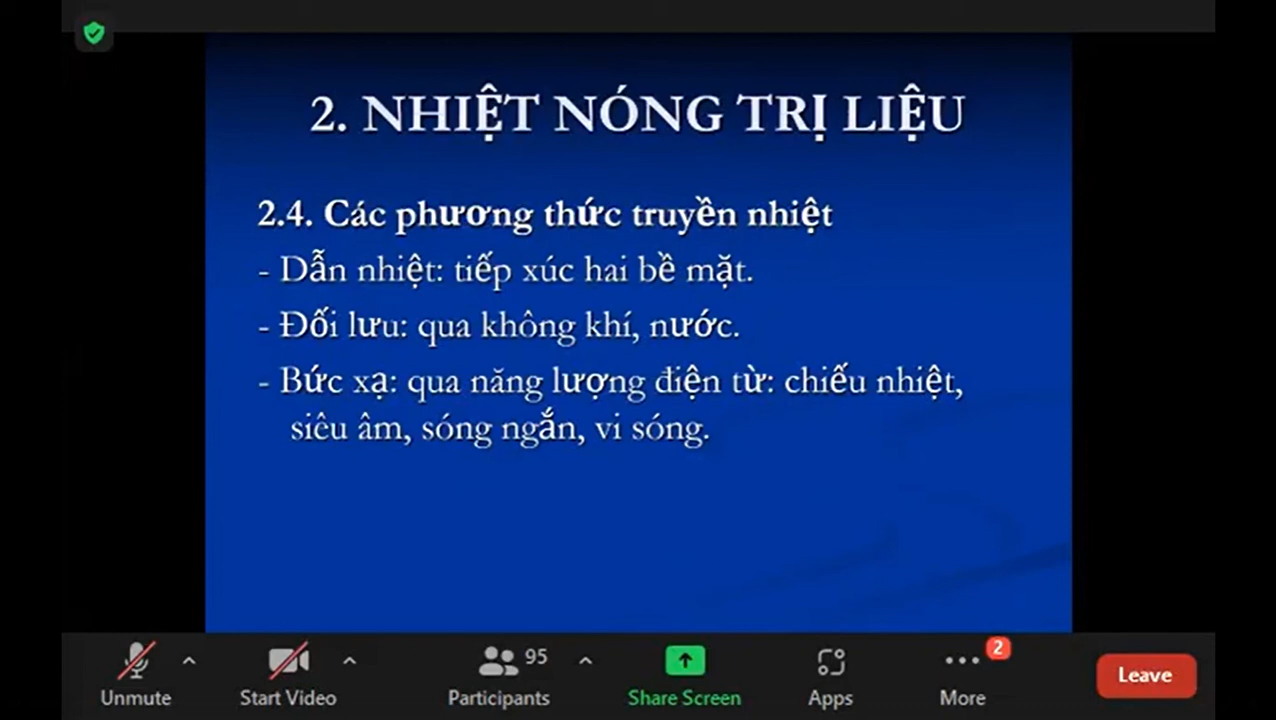 2. NHIỆT NÓNG TRỊ LIỆU
2.4. Các phương thức truyền nhiệt
- Dẫn nhiệt: tiếp xúc hai bề mặt.
- Đối lưu: qua không khí, nước.
- Bức xạ: qua năng lượng điện từ: chiếu nhiệt,
siêu âm, sóng ngắn, vi sóng.
95
2
Unmute
Start Video
Participants
Share Screen
Apps
More
Leave